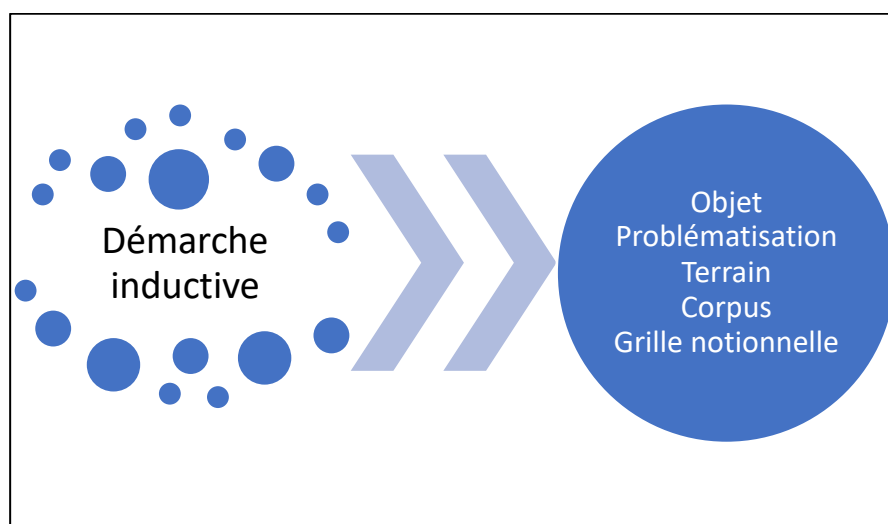 Démarche
inductive
Objet
Problématisation
Terrain
Corpus
Grille notionnelle